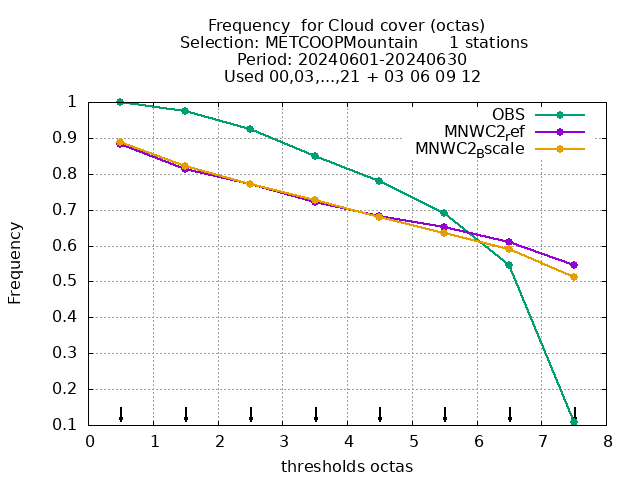 Frequency  for Cloud cover (octas)
Selection: METCOOPMountain      1 stations
Period: 20240601-20240630
Used 00,03,...,21 + 03 06 09 12
OBS
MNWC2ref
MNWC2Bscale
1
0.9
0.8
0.7
0.6
0.5
0.4
0.3
0.2
0.1
Frequency
0 1 2 3 4 5 6 7 8
thresholds octas